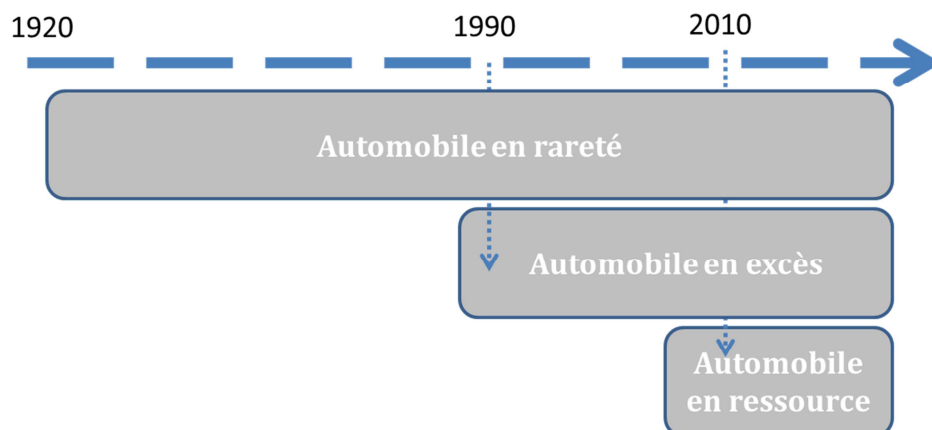 1920
1990
2010
Automobile en rareté
Automobile en excès
Automobile
en ressource